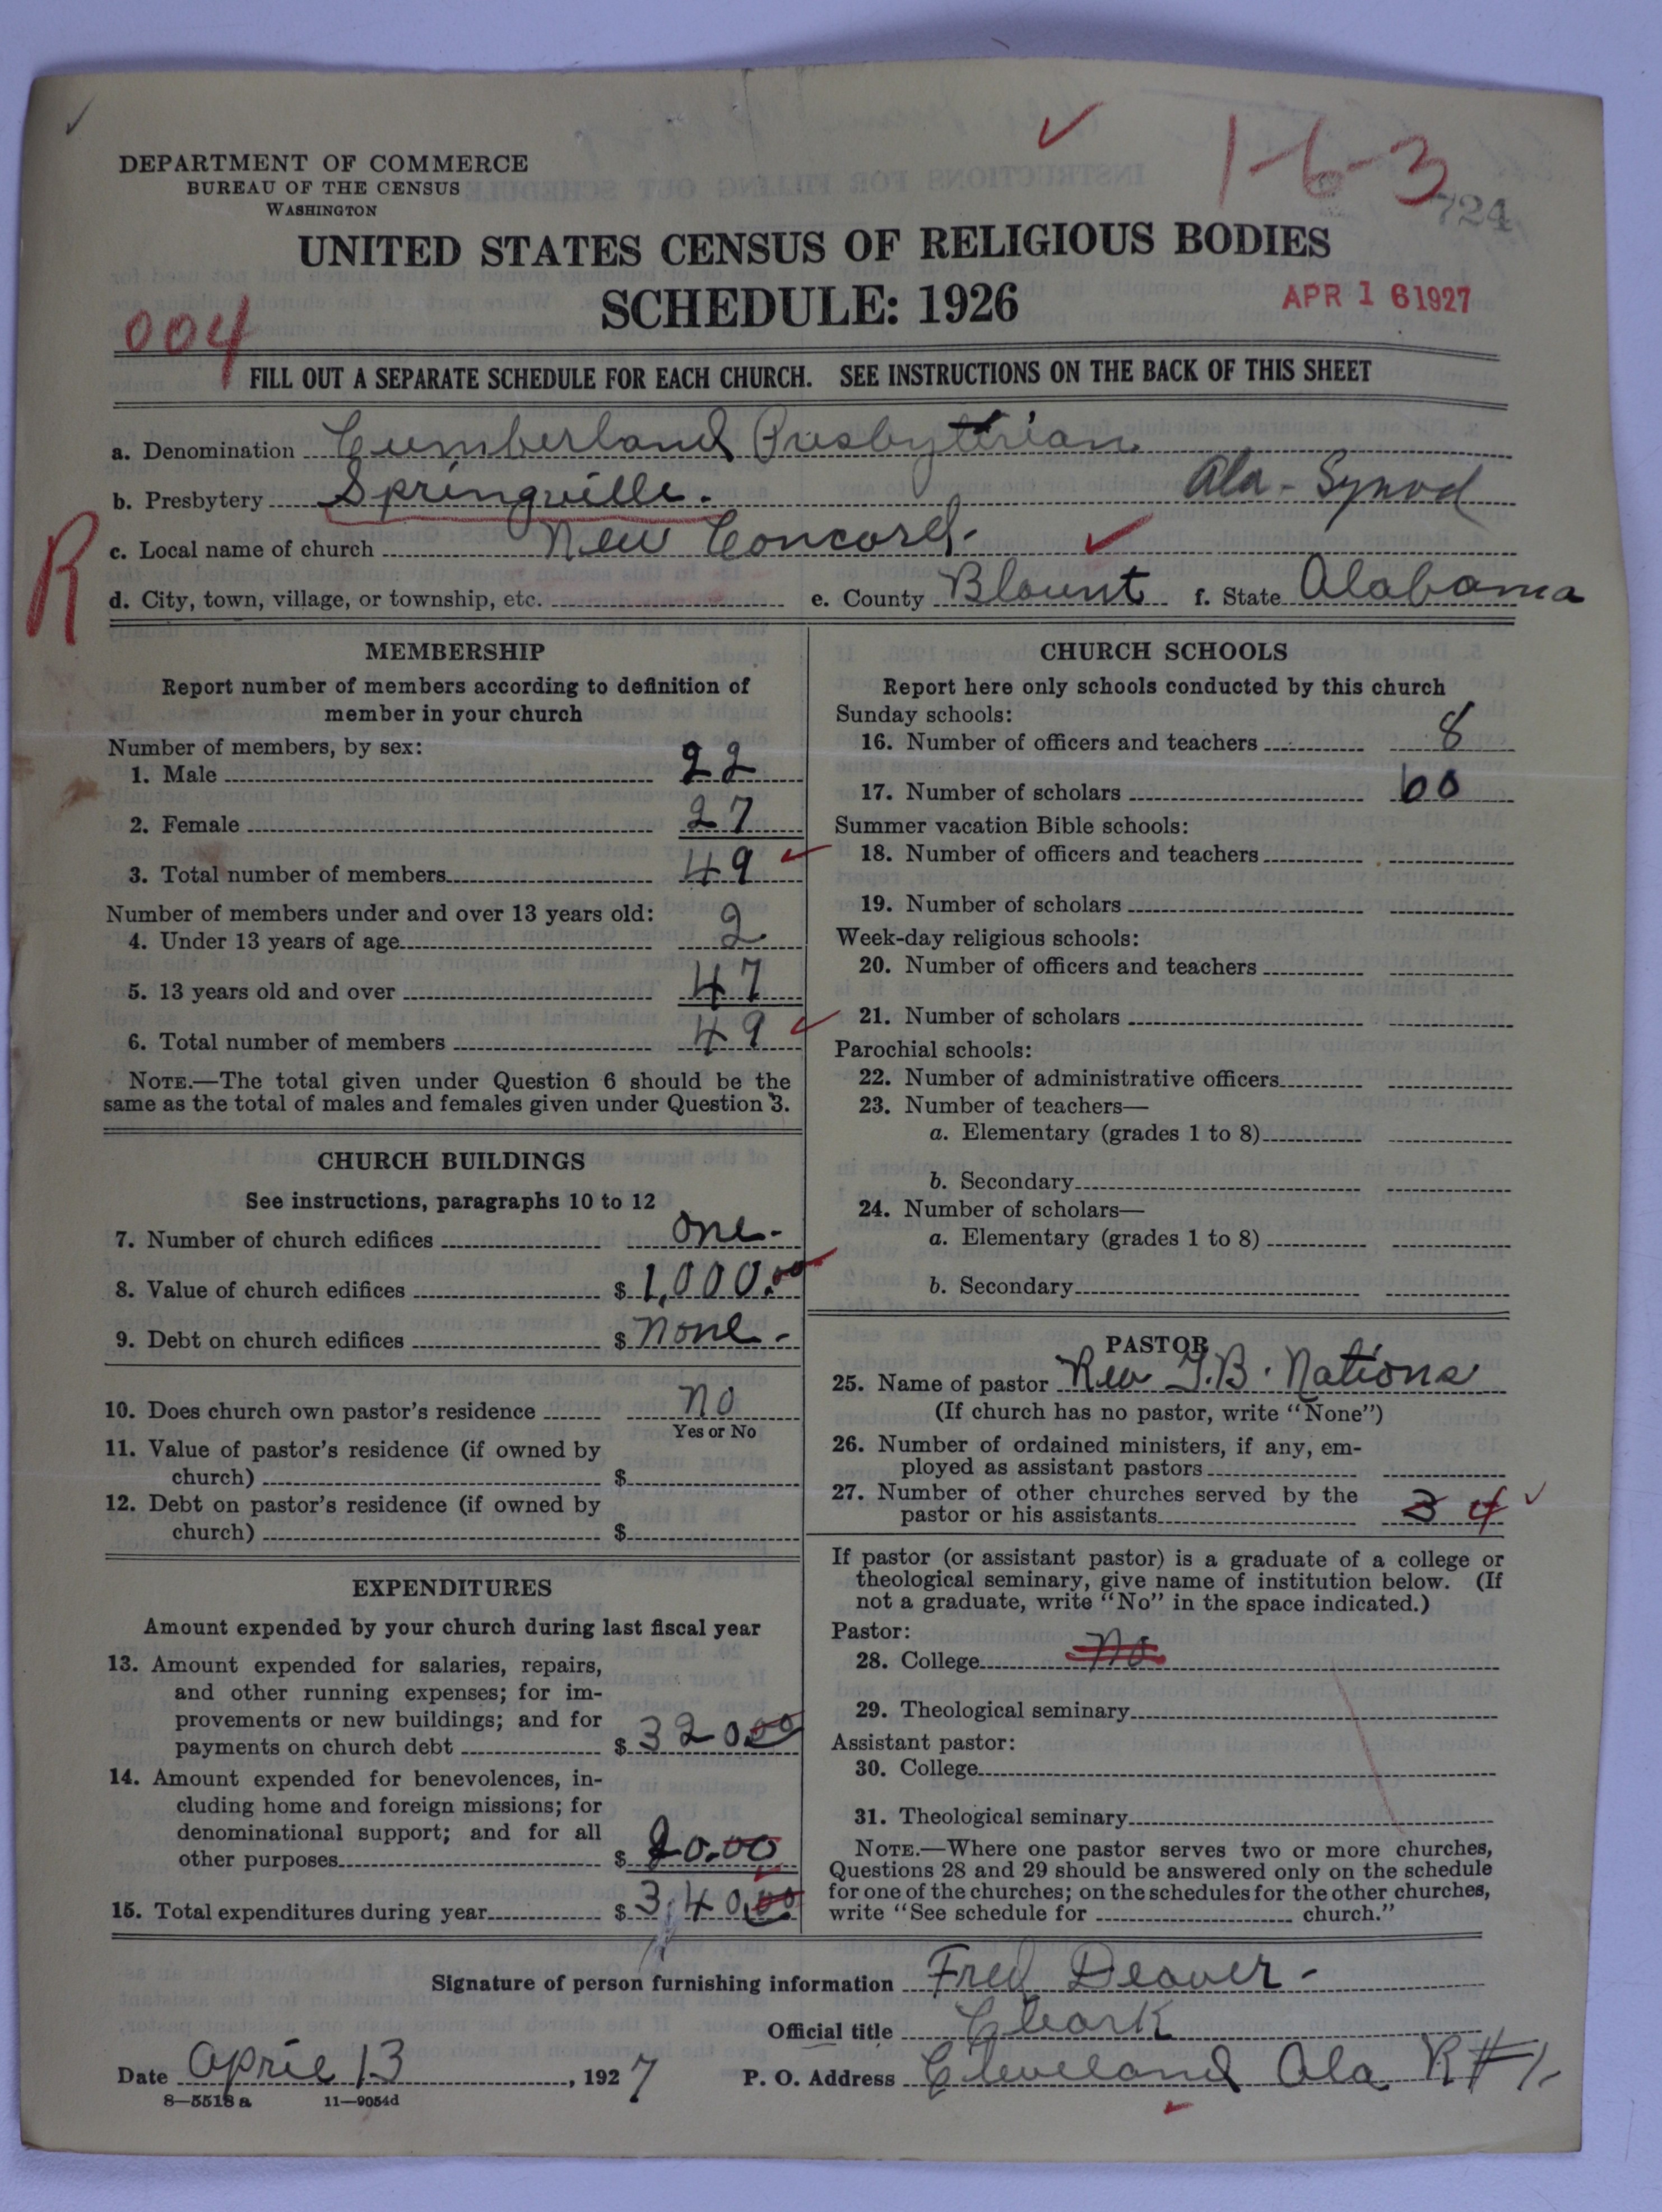 1-6-3
724
DEPARTMENT OF COMMERCE
BUREAU OF THE CENSUS
WASHINGTON
UNITED STATES CENSUS OF RELIGIOUS BODIES
SCHEDULE: 1926
APR 16 1927
004
FILL OUT A SEPARATE SCHEDULE FOR EACH CHURCH. SEE INSTRUCTIONS ON THE BACK OF THIS SHEET
a. Denomination Cumberland Presbyterian
b. Presbytery Springville. Ala - Synod
R
c. Local name of church New Concord.
d. City, town, village, or township, etc. e. County Blount f. State Alabama
MEMBERSHIP
Report number of members according to definition of
member in your church
Number of members, by sex:
1. Male 22
2. Female 27
3. Total number of members 49
Number of members under and over 13 years old:
4. Under 13 years of age 2
5. 13 years old and over 47
6. Total number of members 49
NOTE.—The total given under Question 6 should be the
same as the total of males and females given under Question 3.
CHURCH BUILDINGS
See instructions, paragraphs 10 to 12
7. Number of church edifices one-
8. Value of church edifices $ 1,000.00
9. Debt on church edifices $ none-
10. Does church own pastor's residence no
Yes or No
11. Value of pastor's residence (if owned by
church) $
12. Debt on pastor's residence (if owned by
church) $
EXPENDITURES
Amount expended by your church during last fiscal year
13. Amount expended for salaries, repairs,
and other running expenses; for im-
provements or new buildings; and for
payments on church debt $ 320.00
14. Amount expended for benevolences, in-
cluding home and foreign missions; for
denominational support; and for all
other purposes $ 20.00
15. Total expenditures during year $ 340.00
CHURCH SCHOOLS
Report here only schools conducted by this church
Sunday schools:
16. Number of officers and teachers 8
17. Number of scholars 60
Summer vacation Bible schools:
18. Number of officers and teachers
19. Number of scholars
Week-day religious schools:
20. Number of officers and teachers
21. Number of scholars
Parochial schools:
22. Number of administrative officers
23. Number of teachers—
a. Elementary (grades 1 to 8)
b. Secondary
24. Number of scholars—
a. Elementary (grades 1 to 8)
b. Secondary
PASTOR
25. Name of pastor Rev J.B. Nations
(If church has no pastor, write "None")
26. Number of ordained ministers, if any, em-
ployed as assistant pastors
27. Number of other churches served by the
pastor or his assistants 3 4
If pastor (or assistant pastor) is a graduate of a college or
theological seminary, give name of institution below. (If
not a graduate, write "No" in the space indicated.)
Pastor:
28. College No
29. Theological seminary
Assistant pastor:
30. College
31. Theological seminary
NOTE.—Where one pastor serves two or more churches,
Questions 28 and 29 should be answered only on the schedule
for one of the churches; on the schedules for the other churches,
write "See schedule for church."
Signature of person furnishing information Fred Deaver -
Official title Cleark
Date April 13, 1927 P. O. Address Cleveland Ala R#1-
8—5518 a 11—9054d